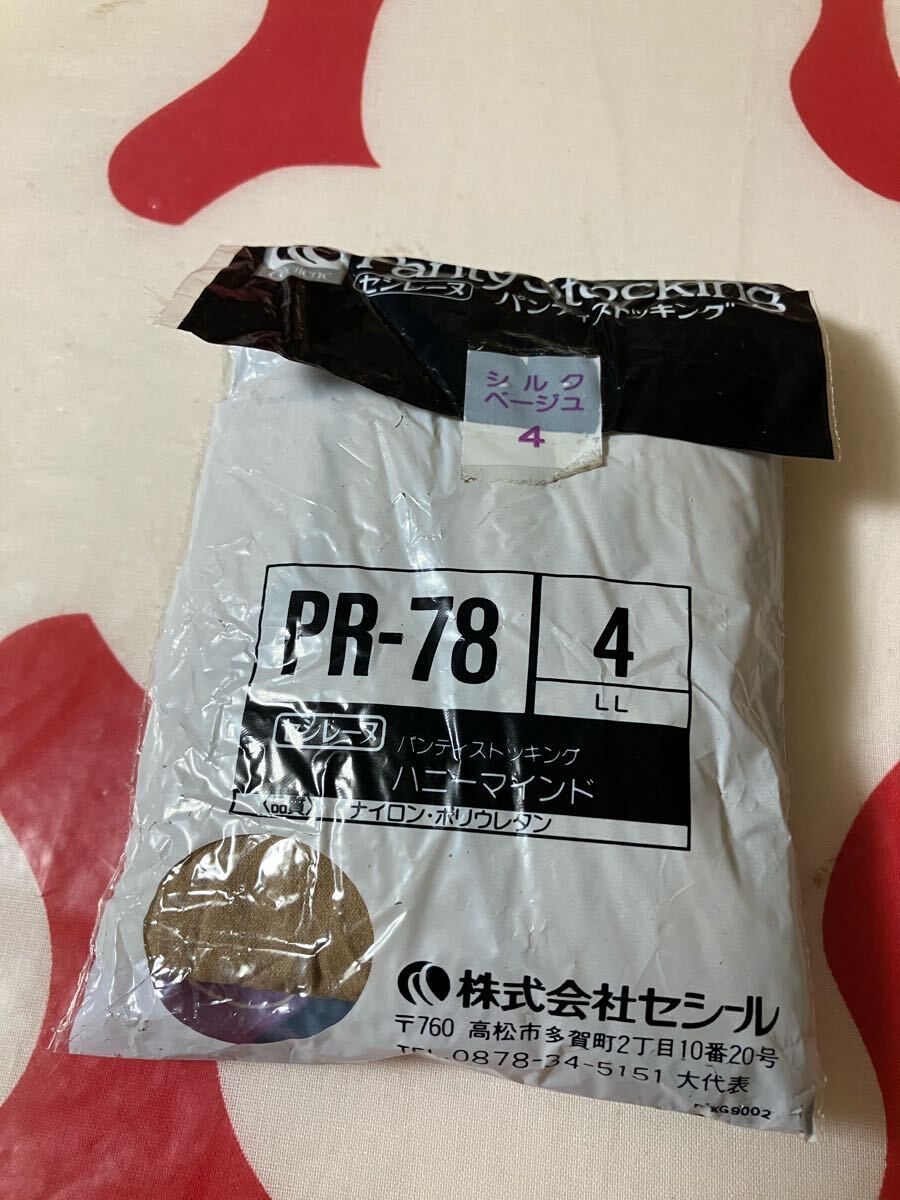 Panty Stocking
セシレーヌ
パンティストッキング
シルク
ベージュ
4
PR-78
4
LL
セシレーヌ パンティストッキング
ハニーマインド
〈品質〉 ナイロン・ポリウレタン
株式会社セシール
〒760 高松市多賀町2丁目10番20号
TEL.0878-34-5151 大代表